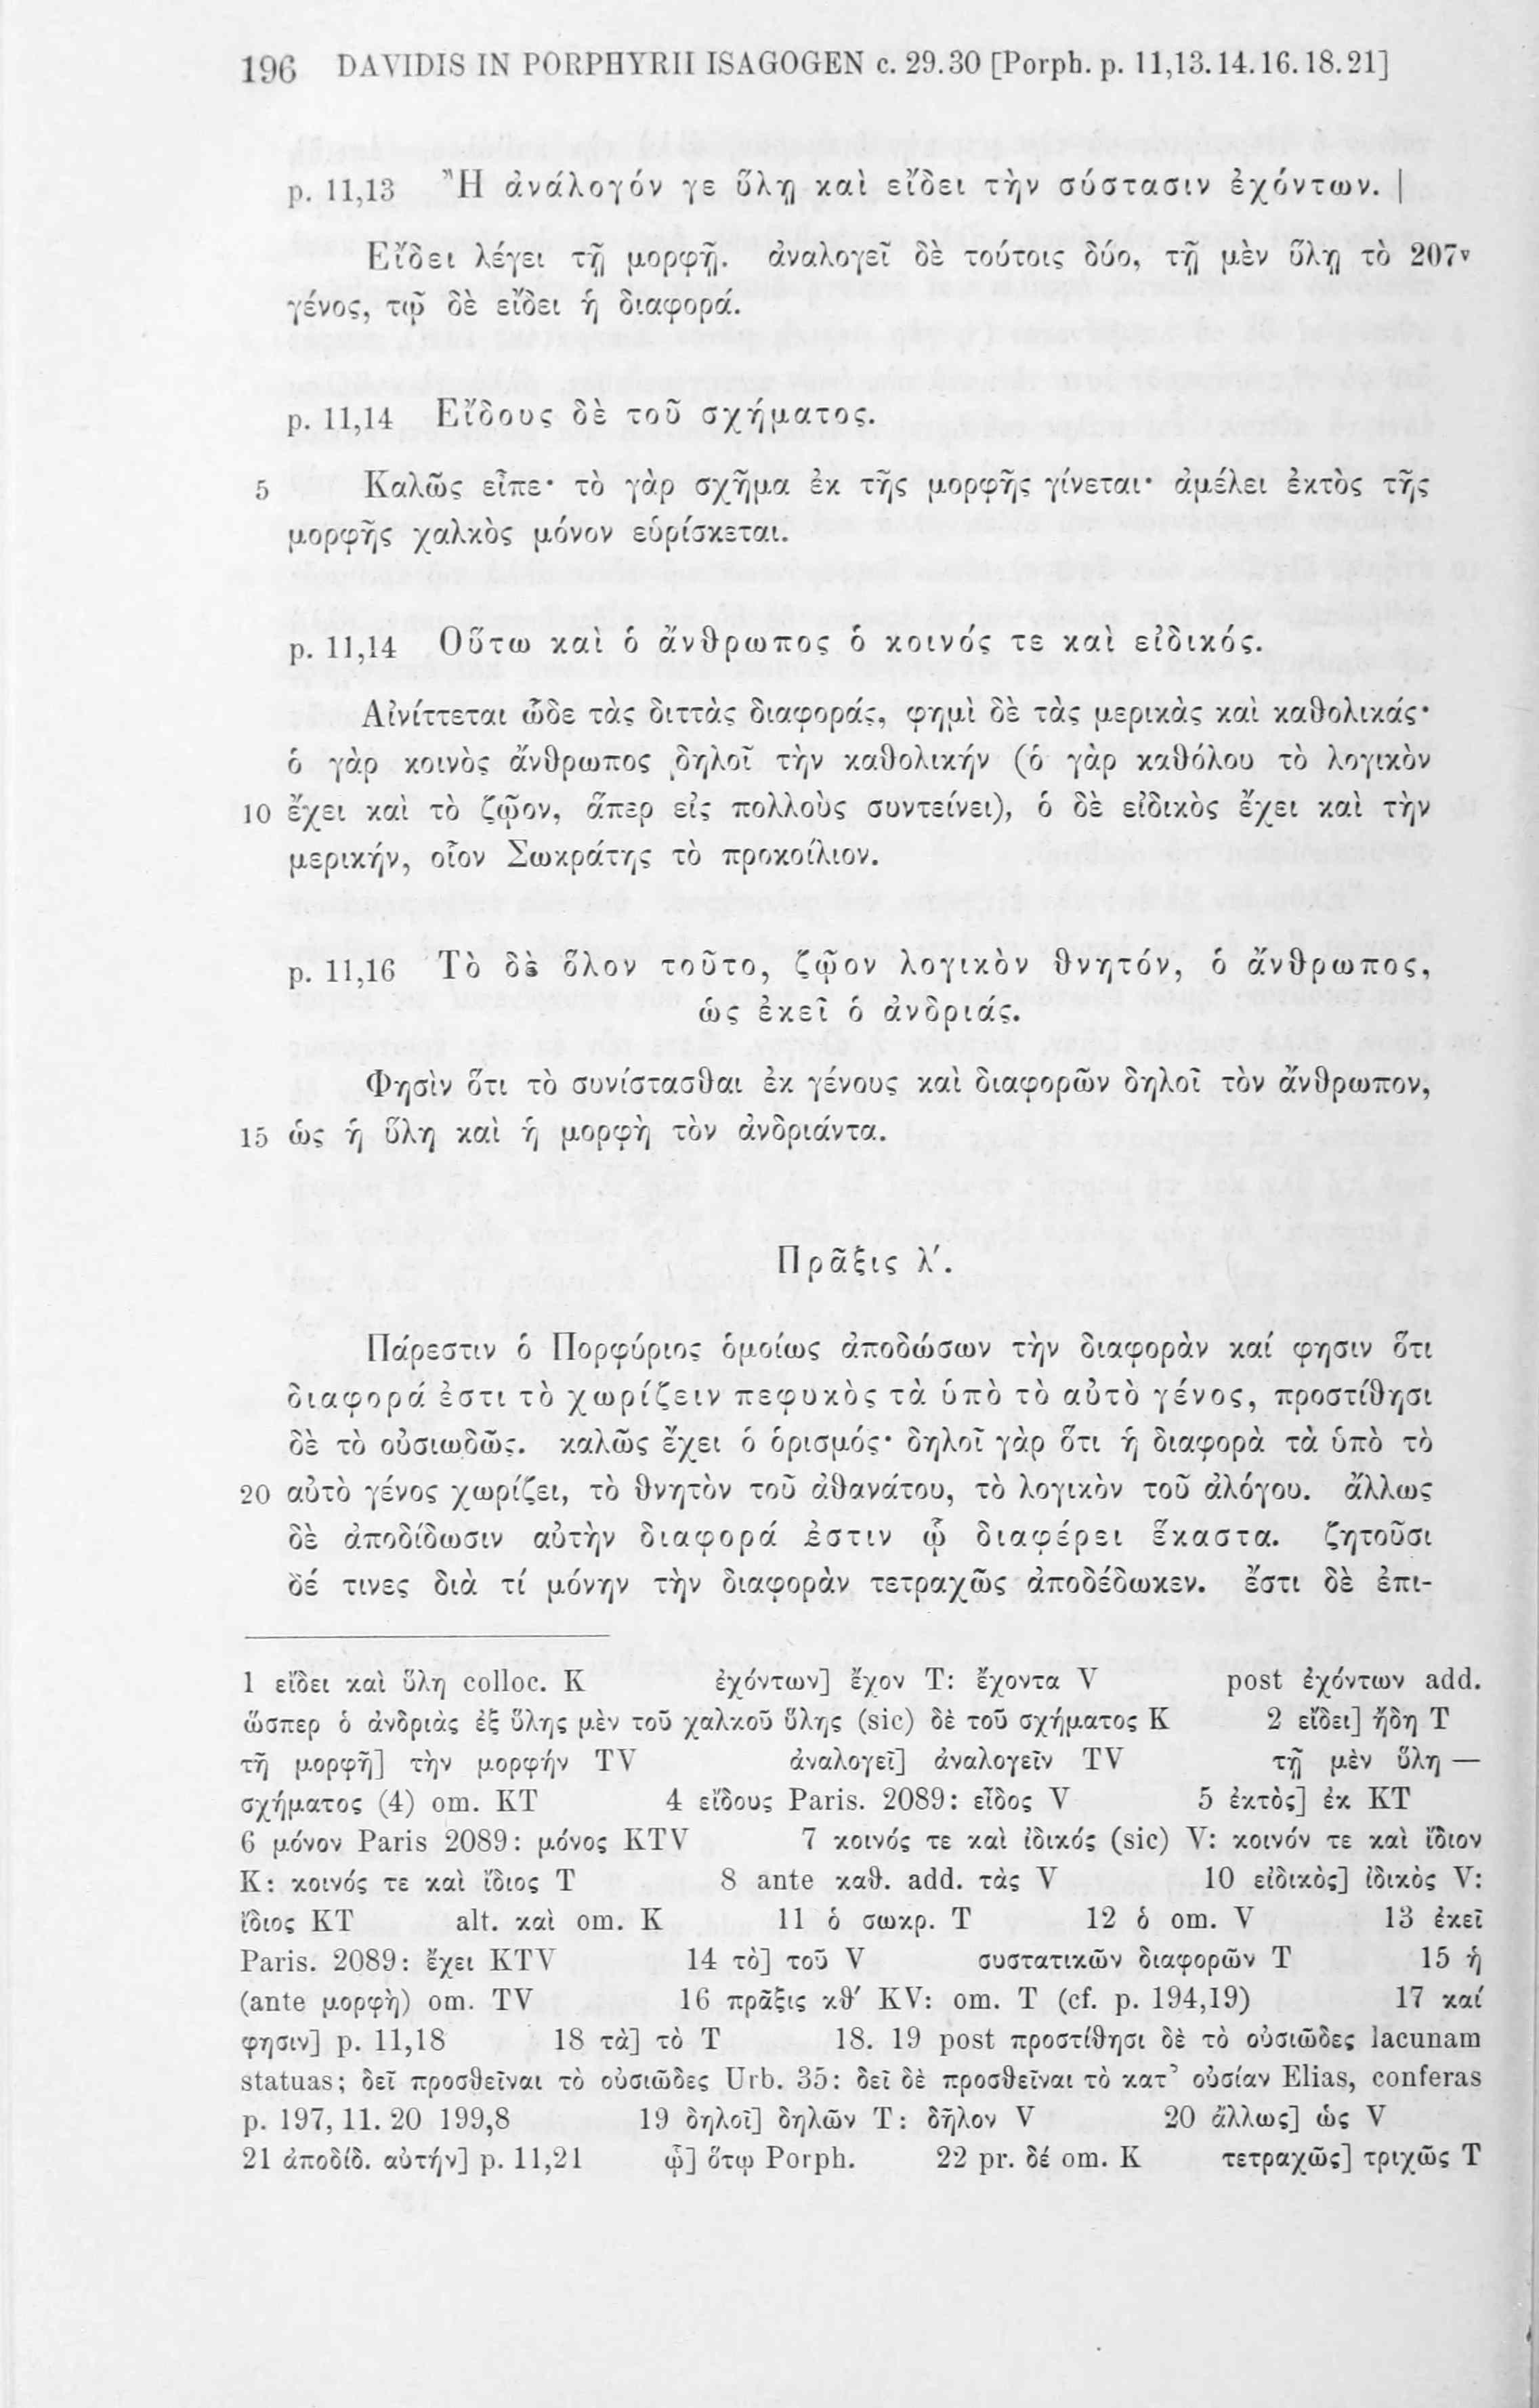 196 DAVIDIS IN PORPHYRII ISAGOGEN c. 29.30 [Porph. p. 11,13.14.16.18.21]
p. 11,13 Ἢ ἀνάλογόν γε ὕλῃ καὶ εἴδει τὴν σύστασιν ἐχόντων. |
Εἴδει λέγει τῇ μορφῇ. ἀναλογεῖ δὲ τούτοις δύο, τῇ μὲν ὕλῃ τὸ 207v
γένος, τῷ δὲ εἴδει ἡ διαφορά.
p. 11,14 Εἴδους δὲ τοῦ σχήματος.
5 Καλῶς εἶπε· τὸ γὰρ σχῆμα ἐκ τῆς μορφῆς γίνεται· ἀμέλει ἐκτὸς τῆς
μορφῆς χαλκὸς μόνον εὑρίσκεται.
p. 11,14 Οὕτω καὶ ὁ ἄνθρωπος ὁ κοινός τε καὶ εἰδικός.
Αἰνίττεται ὧδε τὰς διττὰς διαφοράς, φημὶ δὲ τὰς μερικὰς καὶ καθολικάς·
ὁ γὰρ κοινὸς ἄνθρωπος δηλοῖ τὴν καθολικήν (ὁ γὰρ καθόλου τὸ λογικὸν
10 ἔχει καὶ τὸ ζῷον, ἅπερ εἰς πολλοὺς συντείνει), ὁ δὲ εἰδικὸς ἔχει καὶ τὴν
μερικήν, οἷον Σωκράτης τὸ προκοίλιον.
p. 11,16 Τὸ δὲ ὅλον τοῦτο, ζῷον λογικὸν θνητόν, ὁ ἄνθρωπος,
ὡς ἐκεῖ ὁ ἀνδριάς.
Φησὶν ὅτι τὸ συνίστασθαι ἐκ γένους καὶ διαφορῶν δηλοῖ τὸν ἄνθρωπον,
15 ὡς ἡ ὕλη καὶ ἡ μορφὴ τὸν ἀνδριάντα.
Πρᾶξις λʹ.
Πάρεστιν ὁ Πορφύριος ὁμοίως ἀποδώσων τὴν διαφορὰν καί φησιν ὅτι
διαφορά ἐστι τὸ χωρίζειν πεφυκὸς τὰ ὑπὸ τὸ αὐτὸ γένος, προστίθησι
δὲ τὸ οὐσιωδῶς. καλῶς ἔχει ὁ ὁρισμός· δηλοῖ γὰρ ὅτι ἡ διαφορὰ τὰ ὑπὸ τὸ
20 αὐτὸ γένος χωρίζει, τὸ θνητὸν τοῦ ἀθανάτου, τὸ λογικὸν τοῦ ἀλόγου. ἄλλως
δὲ ἀποδίδωσιν αὐτὴν διαφορά ἐστιν ᾧ διαφέρει ἕκαστα. ζητοῦσι
δέ τινες διὰ τί μόνην τὴν διαφορὰν τετραχῶς ἀποδέδωκεν. ἔστι δὲ ἐπι-
1 εἴδει καὶ ὕλη colloc. K ἐχόντων] ἔχον T: ἔχοντα V post ἐχόντων add.
ὥσπερ ὁ ἀνδριὰς ἐξ ὕλης μὲν τοῦ χαλκοῦ ὕλης (sic) δὲ τοῦ σχήματος K 2 εἴδει] ἤδη T
τῇ μορφῇ] τὴν μορφήν TV ἀναλογεῖ] ἀναλογεῖν TV τῇ μὲν ὕλη —
σχήματος (4) om. KT 4 εἴδους Paris. 2089: εἶδος V 5 ἐκτὸς] ἐκ KT
6 μόνον Paris 2089: μόνος KTV 7 κοινός τε καὶ ἰδικός (sic) V: κοινόν τε καὶ ἴδιον
K: κοινός τε καὶ ἴδιος T 8 ante καθ. add. τὰς V 10 εἰδικὸς] ἰδικὸς V:
ἴδιος KT alt. καὶ om. K 11 ὁ σωκρ. T 12 ὁ om. V 13 ἐκεῖ
Paris. 2089: ἔχει KTV 14 τὸ] τοῦ V συστατικῶν διαφορῶν T 15 ἡ
(ante μορφὴ) om. TV 16 πρᾶξις κθʹ KV: om. T (cf. p. 194,19) 17 καί
φησιν] p. 11,18 18 τὰ] τὸ T 18. 19 post προστίθησι δὲ τὸ οὐσιῶδες lacunam
statuas; δεῖ προσθεῖναι τὸ οὐσιῶδες Urb. 35: δεῖ δὲ προσθεῖναι τὸ κατ’ οὐσίαν Elias, conferas
p. 197, 11. 20 199,8 19 δηλοῖ] δηλῶν T: δῆλον V 20 ἄλλως] ὡς V
21 ἀποδίδ. αὐτήν] p. 11,21 ᾧ] ὅτῳ Porph. 22 pr. δέ om. K τετραχῶς] τριχῶς T